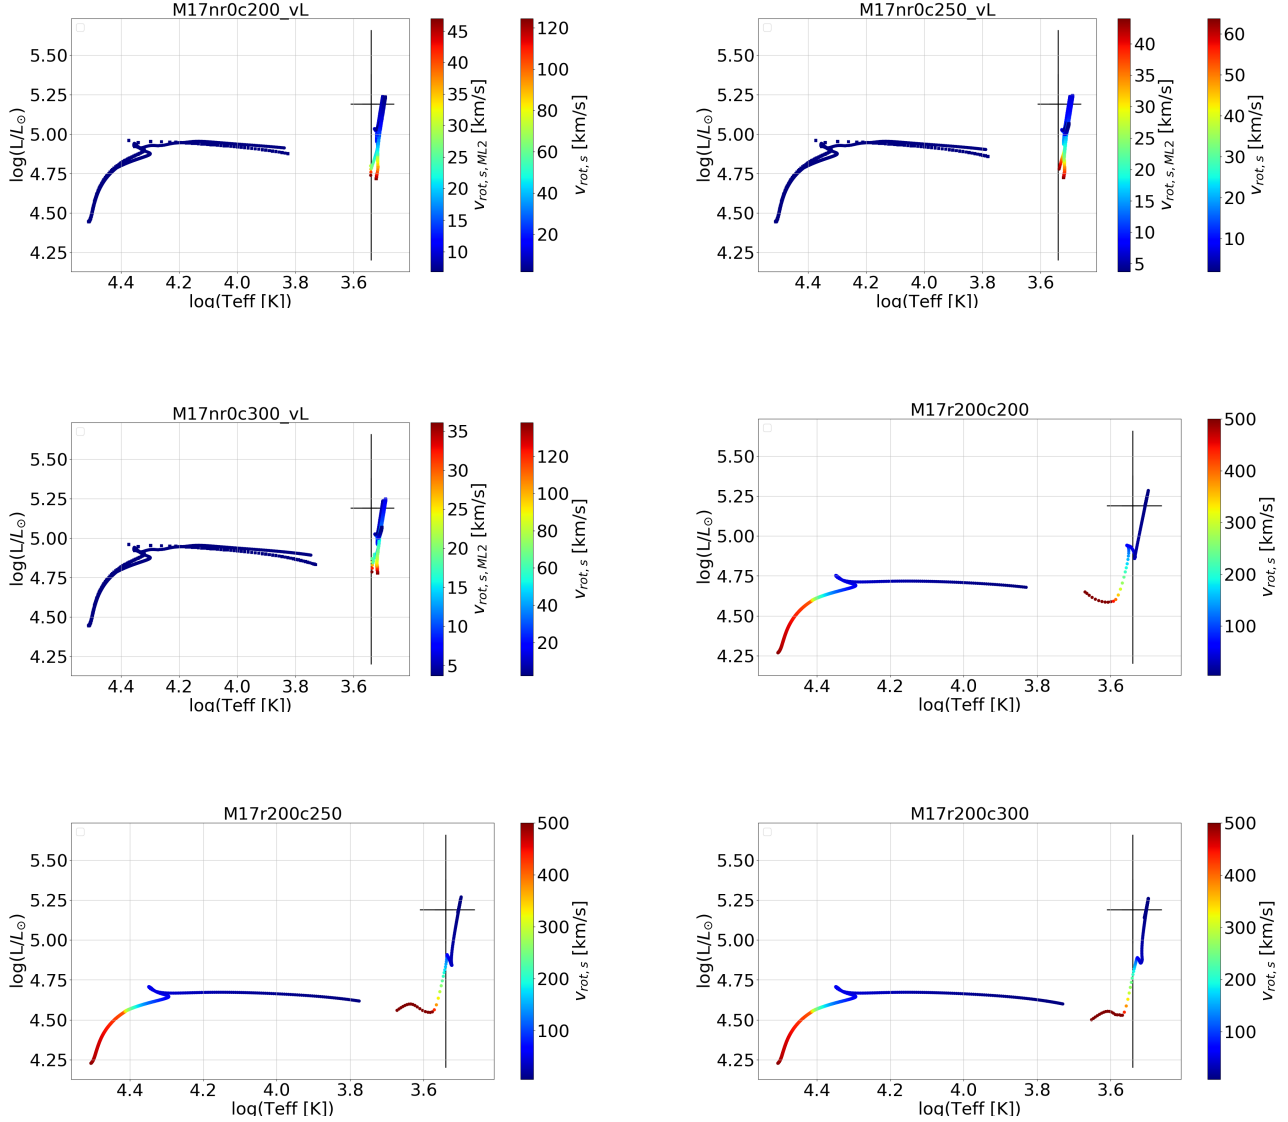 M17nr0c200_vL
5.50
5.25
5.00
4.75
4.50
4.25
log(L/L⊙)
4.4 4.2 4.0 3.8 3.6
log(Teff [K])
45
40
35
30
25
20
15
10
v_rot,s,ML2 [km/s]
120
100
80
60
40
20
v_rot,s [km/s]
M17nr0c250_vL
5.50
5.25
5.00
4.75
4.50
4.25
log(L/L⊙)
4.4 4.2 4.0 3.8 3.6
log(Teff [K])
40
35
30
25
20
15
10
5
v_rot,s,ML2 [km/s]
60
50
40
30
20
10
v_rot,s [km/s]
M17nr0c300_vL
5.50
5.25
5.00
4.75
4.50
4.25
log(L/L⊙)
4.4 4.2 4.0 3.8 3.6
log(Teff [K])
35
30
25
20
15
10
5
v_rot,s,ML2 [km/s]
120
100
80
60
40
20
v_rot,s [km/s]
M17r200c200
5.50
5.25
5.00
4.75
4.50
4.25
log(L/L⊙)
4.4 4.2 4.0 3.8 3.6
log(Teff [K])
500
400
300
200
100
v_rot,s [km/s]
M17r200c250
5.50
5.25
5.00
4.75
4.50
4.25
log(L/L⊙)
4.4 4.2 4.0 3.8 3.6
log(Teff [K])
500
400
300
200
100
v_rot,s [km/s]
M17r200c300
5.50
5.25
5.00
4.75
4.50
4.25
log(L/L⊙)
4.4 4.2 4.0 3.8 3.6
log(Teff [K])
500
400
300
200
100
v_rot,s [km/s]